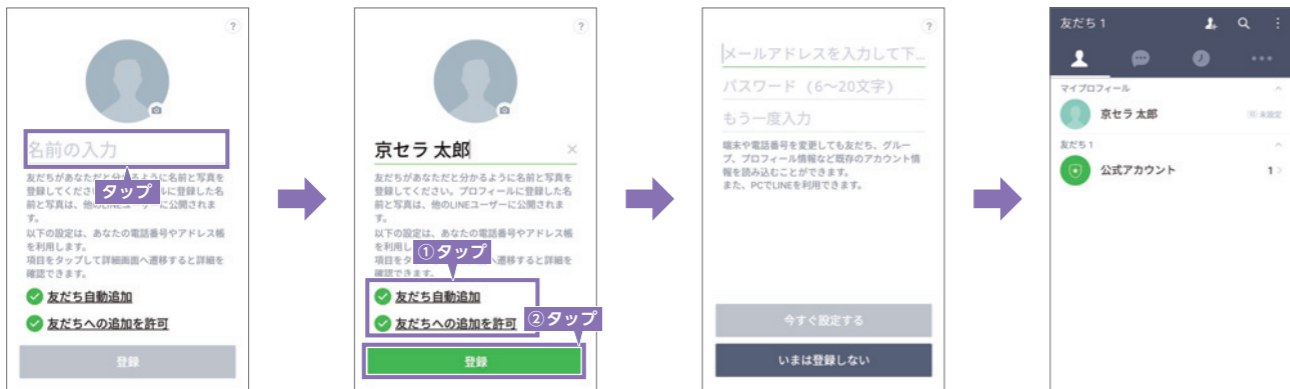 ?
名前の入力
タップ
友だちがあなただと分かるように名前と写真を
登録してください。プロフィールに登録した名
前と写真は、他のLINEユーザーに公開されま
す。
以下の設定は、あなたの電話番号やアドレス帳
を利用します。
項目をタップして詳細画面へ遷移すると詳細を
確認できます。
友だち自動追加
友だちへの追加を許可
登録
?
京セラ 太郎
×
友だちがあなただと分かるように名前と写真を
登録してください。プロフィールに登録した名
前と写真は、他のLINEユーザーに公開されま
す。
以下の設定は、あなたの電話番号やアドレス帳
を利用し
①タップ
項目をタ
へ遷移すると詳細を
確認できます。
友だち自動追加
友だちへの追加を許可
②タップ
登録
?
メールアドレスを入力して下...
パスワード (6〜20文字)
もう一度入力
端末や電話番号を変更しても友だち、グルー
プ、プロフィール情報など既存のアカウント情
報を読み込むことができます。
また、PCでLINEを利用できます。
今すぐ設定する
いまは登録しない
友だち 1
マイプロフィール
京セラ 太郎
未設定
友だち 1
公式アカウント
1